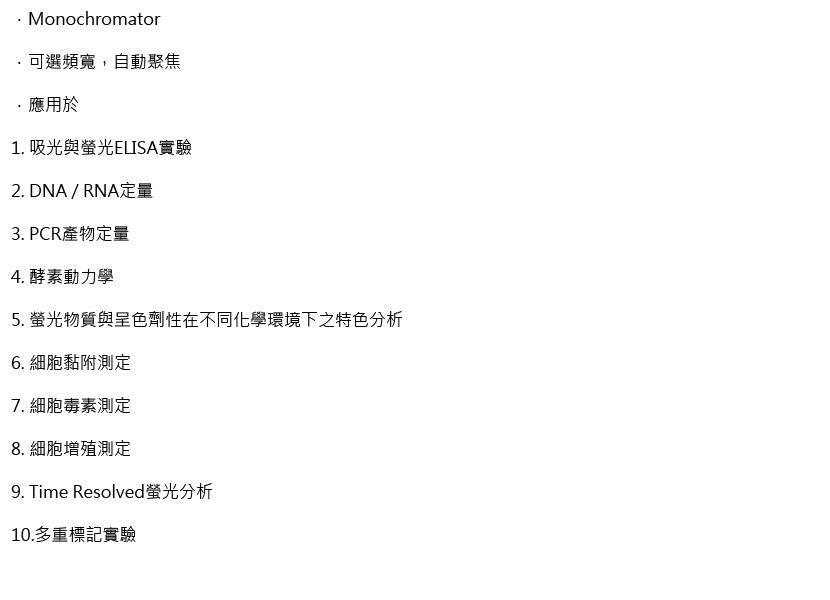 · Monochromator
· 可選頻寬，自動聚焦
· 應用於
1. 吸光與螢光ELISA實驗
2. DNA / RNA定量
3. PCR產物定量
4. 酵素動力學
5. 螢光物質與呈色劑性在不同化學環境下之特色分析
6. 細胞黏附測定
7. 細胞毒素測定
8. 細胞增殖測定
9. Time Resolved螢光分析
10.多重標記實驗